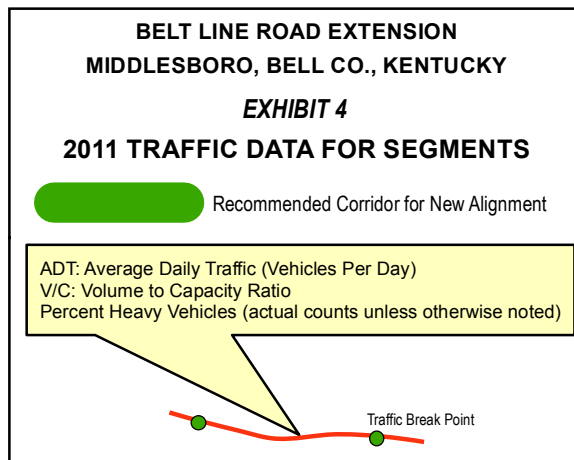 BELT LINE ROAD EXTENSION
MIDDLESBORO, BELL CO., KENTUCKY
EXHIBIT 4
2011 TRAFFIC DATA FOR SEGMENTS
Recommended Corridor for New Alignment
ADT: Average Daily Traffic (Vehicles Per Day)
V/C: Volume to Capacity Ratio
Percent Heavy Vehicles (actual counts unless otherwise noted)
Traffic Break Point